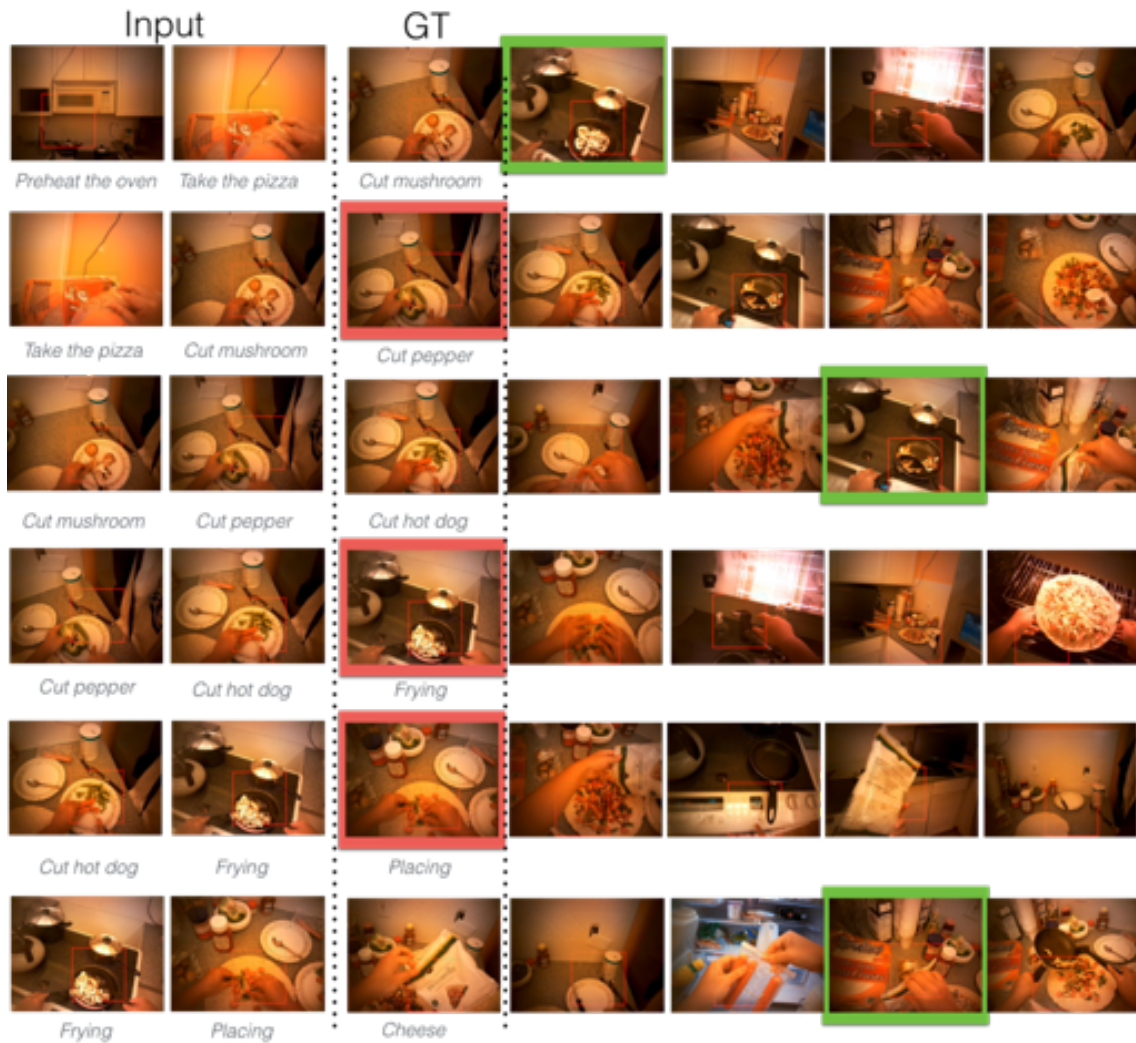 Input GT
Preheat the oven Take the pizza Cut mushroom
Take the pizza Cut mushroom Cut pepper
Cut mushroom Cut pepper Cut hot dog
Cut pepper Cut hot dog Frying
Cut hot dog Frying Placing
Frying Placing Cheese